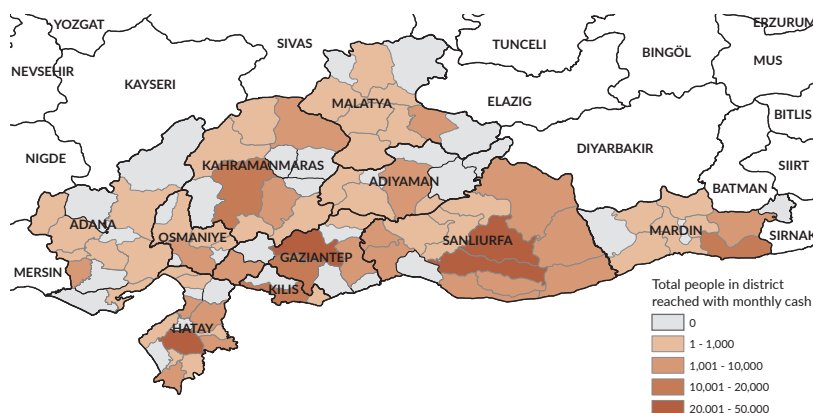 YOZGAT
SIVAS
TUNCELI
ERZURUM
BINGÖL
MUS
NEVSEHIR
KAYSERI
ELAZIG
MALATYA
BITLIS
NIGDE
KAHRAMANMARAS
DIYARBAKIR
SIIRT
ADIYAMAN
BATMAN
ADANA
OSMANIYE
SANLIURFA
MARDIN
SIRNAK
MERSIN
GAZIANTEP
KILIS
HATAY
Total people in district
reached with monthly cash
0
1 - 1,000
1,001 - 10,000
10,001 - 20,000
20,001 - 50,000